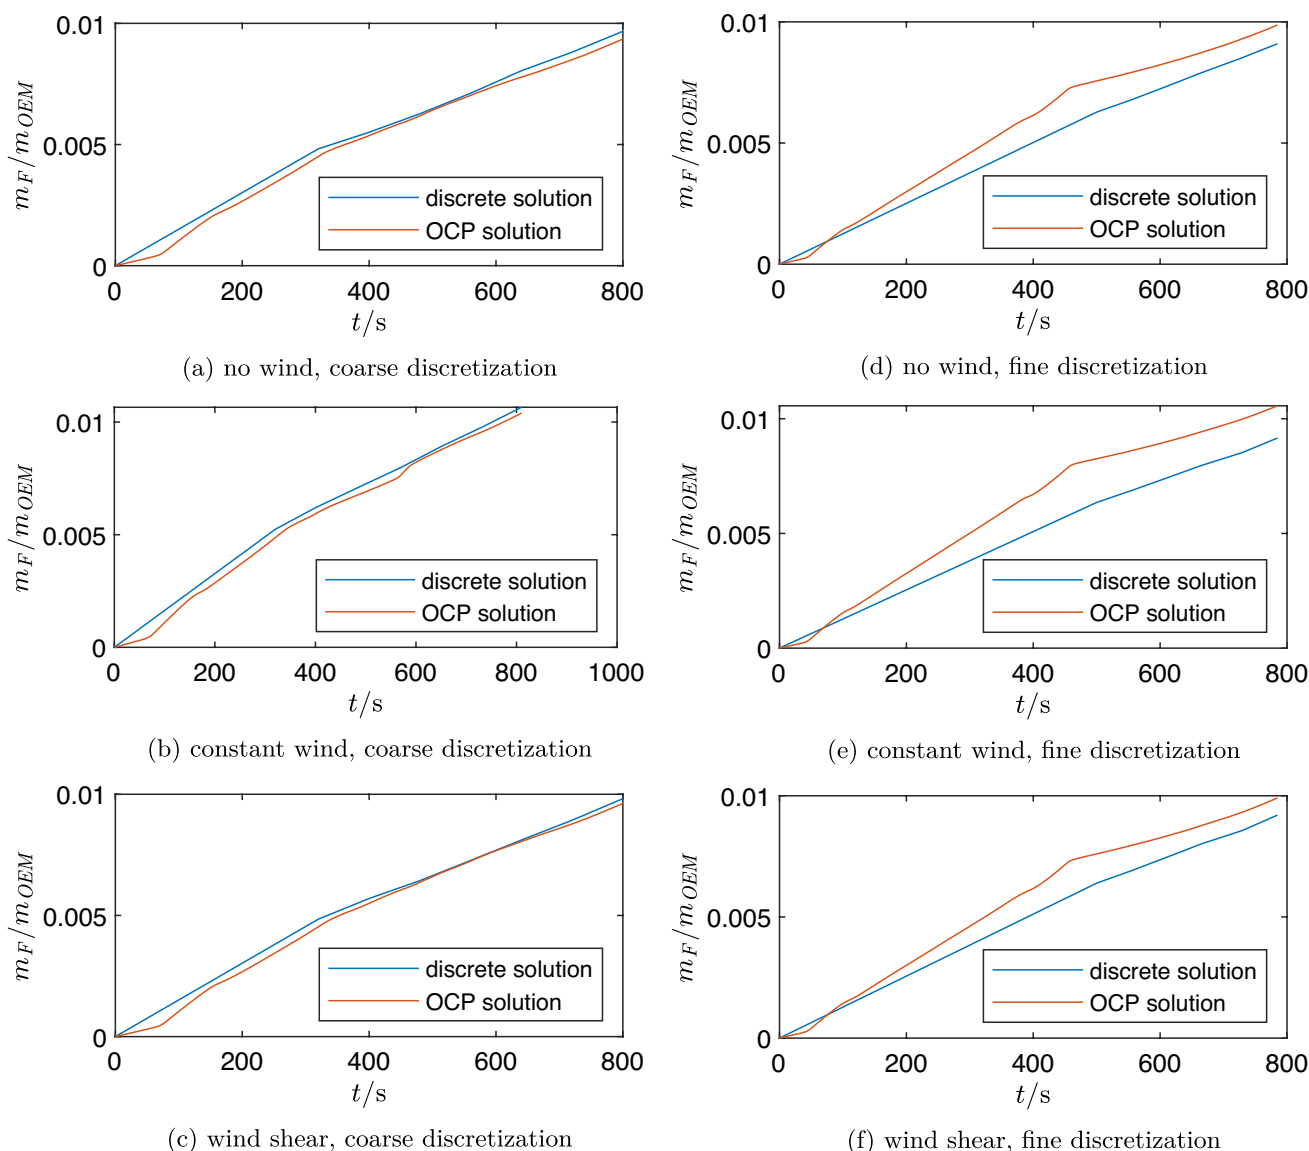 0.01
0.005
0
m_F/m_OEM
discrete solution
OCP solution
0 200 400 600 800
t/s
(a) no wind, coarse discretization
0.01
0.005
0
m_F/m_OEM
discrete solution
OCP solution
0 200 400 600 800 1000
t/s
(b) constant wind, coarse discretization
0.01
0.005
0
m_F/m_OEM
discrete solution
OCP solution
0 200 400 600 800
t/s
(c) wind shear, coarse discretization
0.01
0.005
0
m_F/m_OEM
discrete solution
OCP solution
0 200 400 600 800
t/s
(d) no wind, fine discretization
0.01
0.005
0
m_F/m_OEM
discrete solution
OCP solution
0 200 400 600 800
t/s
(e) constant wind, fine discretization
0.01
0.005
0
m_F/m_OEM
discrete solution
OCP solution
0 200 400 600 800
t/s
(f) wind shear, fine discretization